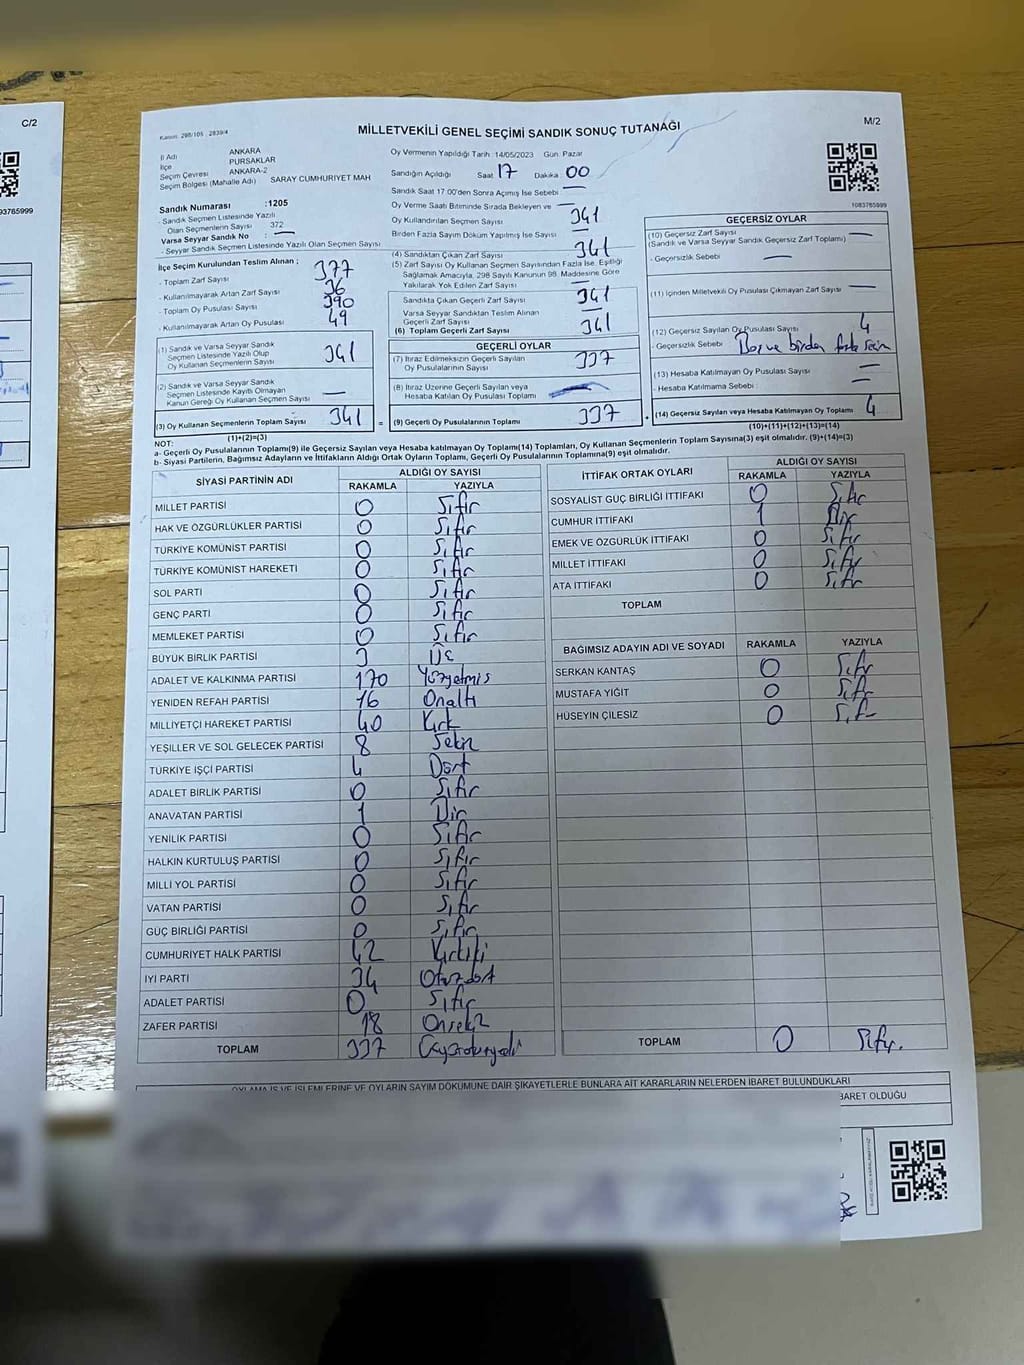 C/2
93765999
Kanun: 298/105 , 2839/4
MİLLETVEKİLİ GENEL SEÇİMİ SANDIK SONUÇ TUTANAĞI
M/2
İl Adı ANKARA
İlçe PURSAKLAR
Seçim Çevresi ANKARA-2
Seçim Bölgesi (Mahalle Adı) SARAY CUMHURİYET MAH
Sandık Numarası :1205
- Sandık Seçmen Listesinde Yazılı
Olan Seçmenlerin Sayısı 372
Varsa Seyyar Sandık No : —
- Seyyar Sandık Seçmen Listesinde Yazılı Olan Seçmen Sayısı
İlçe Seçim Kurulundan Teslim Alınan ;
- Toplam Zarf Sayısı 377
- Kullanılmayarak Artan Zarf Sayısı 36
- Toplam Oy Pusulası Sayısı 390
- Kullanılmayarak Artan Oy Pusulası 49
(1) Sandık ve Varsa Seyyar Sandık
Seçmen Listesinde Yazılı Olup
Oy Kullanan Seçmenlerin Sayısı 341
(2) Sandık ve Varsa Seyyar Sandık
Seçmen Listesinde Kayıtlı Olmayan
Kanun Gereği Oy Kullanan Seçmen Sayısı —
(3) Oy Kullanan Seçmenlerin Toplam Sayısı 341
(1)+(2)=(3)
Oy Vermenin Yapıldığı Tarih :14/05/2023 Gün: Pazar
Sandığın Açıldığı Saat 17 Dakika 00
Sandık Saat 17:00'den Sonra Açılmış İse Sebebi —
Oy Verme Saati Bitiminde Sırada Bekleyen ve —
Oy Kullandırılan Seçmen Sayısı 341
Birden Fazla Sayım Döküm Yapılmış İse Sayısı —
(4) Sandıktan Çıkan Zarf Sayısı 341
(5) Zarf Sayısı Oy Kullanan Seçmen Sayısından Fazla İse, Eşitliği
Sağlamak Amacıyla, 298 Sayılı Kanunun 98. Maddesine Göre
Yakılarak Yok Edilen Zarf Sayısı —
Sandıkta Çıkan Geçerli Zarf Sayısı 341
Varsa Seyyar Sandıktan Teslim Alınan
Geçerli Zarf Sayısı —
(6) Toplam Geçerli Zarf Sayısı 341
GEÇERLİ OYLAR
(7) İtiraz Edilmeksizin Geçerli Sayılan
Oy Pusulalarının Sayısı 337
(8) İtiraz Üzerine Geçerli Sayılan veya
Hesaba Katılan Oy Pusulası Toplamı
= (9) Geçerli Oy Pusulalarının Toplamı 337
1083765999
GEÇERSİZ OYLAR
(10) Geçersiz Zarf Sayısı —
(Sandık ve Varsa Seyyar Sandık Geçersiz Zarf Toplamı)
- Geçersizlik Sebebi : —
(11) İçinden Milletvekili Oy Pusulası Çıkmayan Zarf Sayısı —
(12) Geçersiz Sayılan Oy Pusulası Sayısı 4
- Geçersizlik Sebebi : Boş ve birden fazla seçim
(13) Hesaba Katılmayan Oy Pusulası Sayısı —
- Hesaba Katılmama Sebebi : —
+ (14) Geçersiz Sayılan veya Hesaba Katılmayan Oy Toplamı 4
(10)+(11)+(12)+(13)=(14)
NOT:
a- Geçerli Oy Pusulalarının Toplamı(9) ile Geçersiz Sayılan veya Hesaba katılmayan Oy Toplamı(14) Toplamları, Oy Kullanan Seçmenlerin Toplam Sayısına(3) eşit olmalıdır. (9)+(14)=(3)
b- Siyasi Partilerin, Bağımsız Adayların ve İttifakların Aldığı Ortak Oyların Toplamı, Geçerli Oy Pusulalarının Toplamına(9) eşit olmalıdır.
SİYASİ PARTİNİN ADI ALDIĞI OY SAYISI
RAKAMLA YAZIYLA
MİLLET PARTİSİ 0 Sıfır
HAK VE ÖZGÜRLÜKLER PARTİSİ 0 Sıfır
TÜRKİYE KOMÜNİST PARTİSİ 0 Sıfır
TÜRKİYE KOMÜNİST HAREKETİ 0 Sıfır
SOL PARTİ 0 Sıfır
GENÇ PARTİ 0 Sıfır
MEMLEKET PARTİSİ 0 Sıfır
BÜYÜK BİRLİK PARTİSİ 3 Üç
ADALET VE KALKINMA PARTİSİ 170 Yüzyetmiş
YENİDEN REFAH PARTİSİ 16 Onaltı
MİLLİYETÇİ HAREKET PARTİSİ 40 Kırk
YEŞİLLER VE SOL GELECEK PARTİSİ 8 Sekiz
TÜRKİYE İŞÇİ PARTİSİ 4 Dört
ADALET BİRLİK PARTİSİ 0 Sıfır
ANAVATAN PARTİSİ 1 Bir
YENİLİK PARTİSİ 0 Sıfır
HALKIN KURTULUŞ PARTİSİ 0 Sıfır
MİLLİ YOL PARTİSİ 0 Sıfır
VATAN PARTİSİ 0 Sıfır
GÜÇ BİRLİĞİ PARTİSİ 0 Sıfır
CUMHURİYET HALK PARTİSİ 42 Kırkiki
İYİ PARTİ 34 Otuzdört
ADALET PARTİSİ 0 Sıfır
ZAFER PARTİSİ 18 Onsekiz
TOPLAM 337 Üçyüzotuzyedi
İTTİFAK ORTAK OYLARI ALDIĞI OY SAYISI
RAKAMLA YAZIYLA
SOSYALİST GÜÇ BİRLİĞİ İTTİFAKI 0 Sıfır
CUMHUR İTTİFAKI 1 Bir
EMEK VE ÖZGÜRLÜK İTTİFAKI 0 Sıfır
MİLLET İTTİFAKI 0 Sıfır
ATA İTTİFAKI 0 Sıfır
TOPLAM
BAĞIMSIZ ADAYIN ADI VE SOYADI RAKAMLA YAZIYLA
SERKAN KANTAŞ 0 Sıfır
MUSTAFA YİĞİT 0 Sıfır
HÜSEYİN ÇİLESİZ 0 Sıfır
TOPLAM 0 Sıfır.
OYLAMA İŞ VE İŞLEMLERİNE VE OYLARIN SAYIM DÖKÜMÜNE DAİR ŞİKAYETLERLE BUNLARA AİT KARARLARIN NELERDEN İBARET BULUNDUKLARI
BARET OLDUĞU